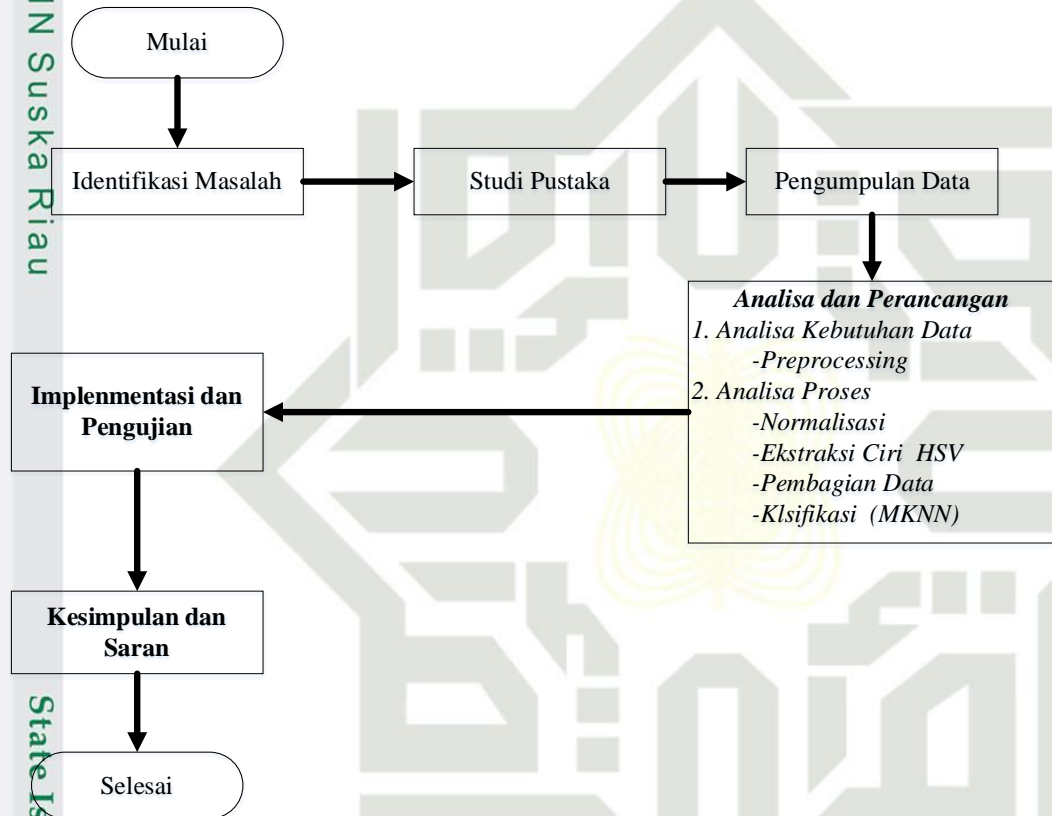 IN Suska Riau
Mulai
Identifikasi Masalah
Studi Pustaka
Pengumpulan Data
Analisa dan Perancangan
1. Analisa Kebutuhan Data
-Preprocessing
2. Analisa Proses
-Normalisasi
-Ekstraksi Ciri HSV
-Pembagian Data
-Klsifikasi (MKNN)
Implenmentasi dan
Pengujian
Kesimpulan dan
Saran
Selesai
State Is